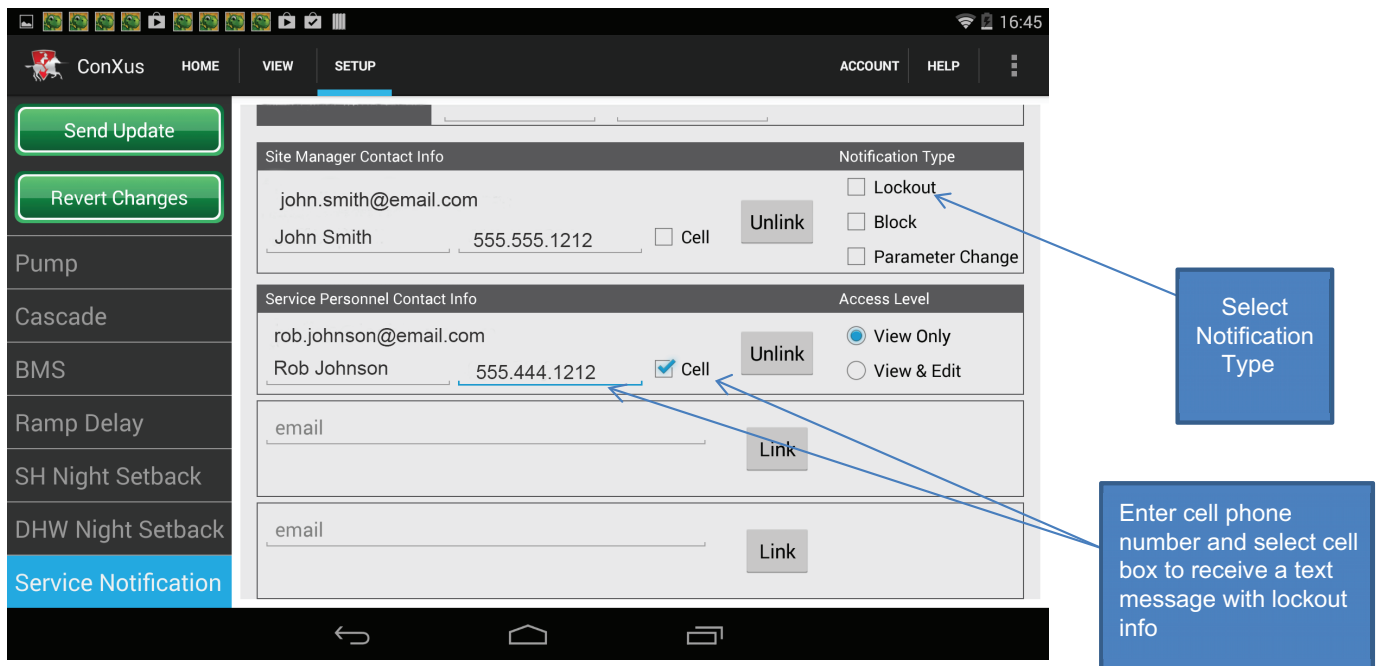 16:45
ConXus HOME VIEW SETUP ACCOUNT HELP
Send Update
Revert Changes
Pump
Cascade
BMS
Ramp Delay
SH Night Setback
DHW Night Setback
Service Notification
Site Manager Contact Info Notification Type
john.smith@email.com
John Smith 555.555.1212 Cell Unlink
Lockout
Block
Parameter Change
Service Personnel Contact Info Access Level
rob.johnson@email.com
Rob Johnson 555.444.1212 Cell Unlink
View Only
View & Edit
email
Link
email
Link
Select
Notification
Type
Enter cell phone
number and select cell
box to receive a text
message with lockout
info